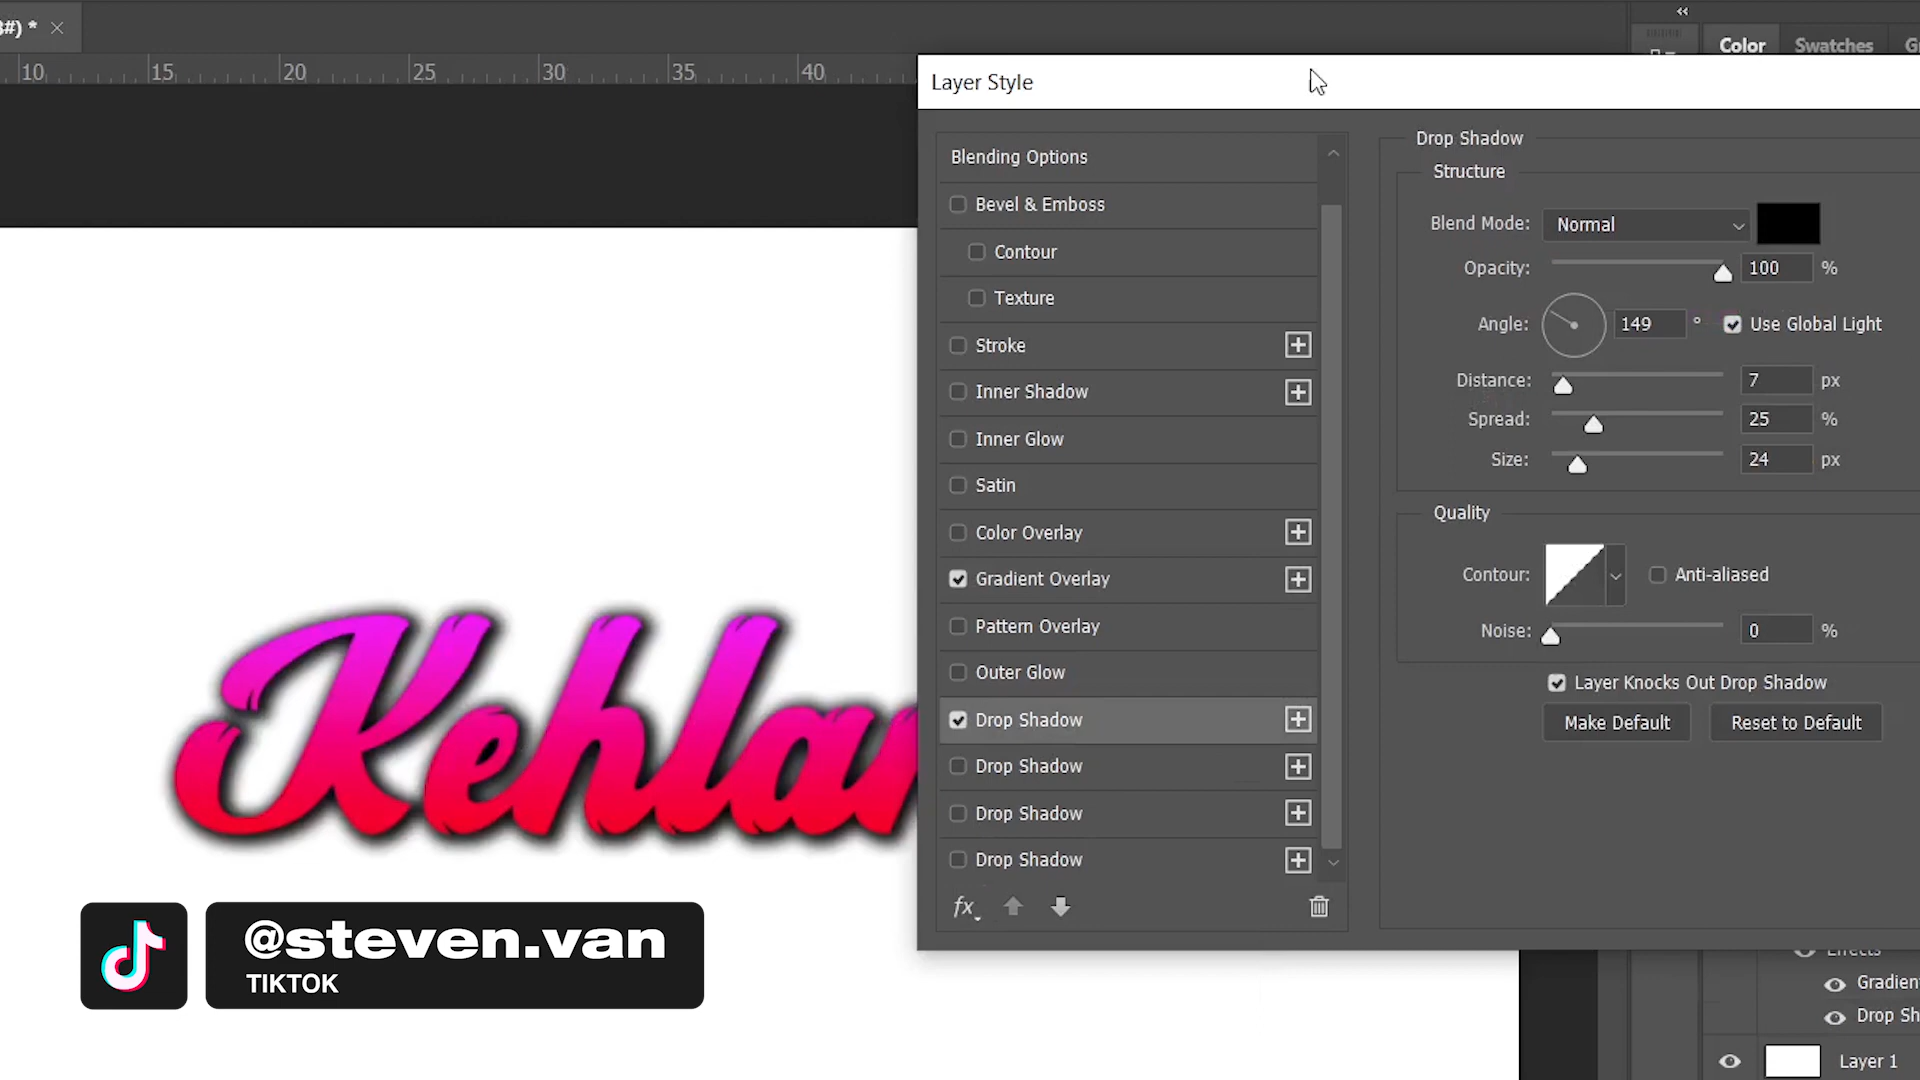 10 15 20 25 30 35 40
Color Swatches
Layer Style
Blending Options
Bevel & Emboss
Contour
Texture
Stroke
Inner Shadow
Inner Glow
Satin
Color Overlay
Gradient Overlay
Pattern Overlay
Outer Glow
Drop Shadow
Drop Shadow
Drop Shadow
Drop Shadow
fx
Drop Shadow
Structure
Blend Mode: Normal
Opacity: 100 %
Angle: 149 ° Use Global Light
Distance: 7 px
Spread: 25 %
Size: 24 px
Quality
Contour: Anti-aliased
Noise: 0 %
Layer Knocks Out Drop Shadow
Make Default Reset to Default
Kehla
@steven.van
TIKTOK
Effects
Gradien
Drop Sh
Layer 1